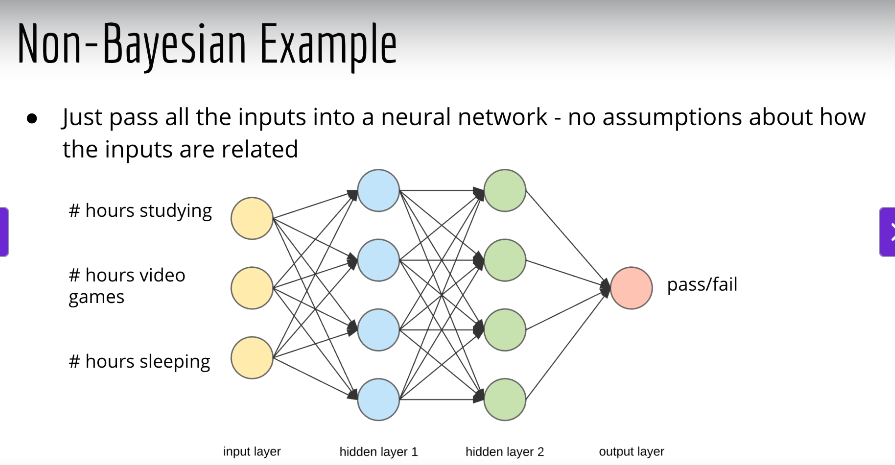 Non-Bayesian Example
● Just pass all the inputs into a neural network - no assumptions about how
the inputs are related
# hours studying
# hours video
games
# hours sleeping
pass/fail
input layer
hidden layer 1
hidden layer 2
output layer